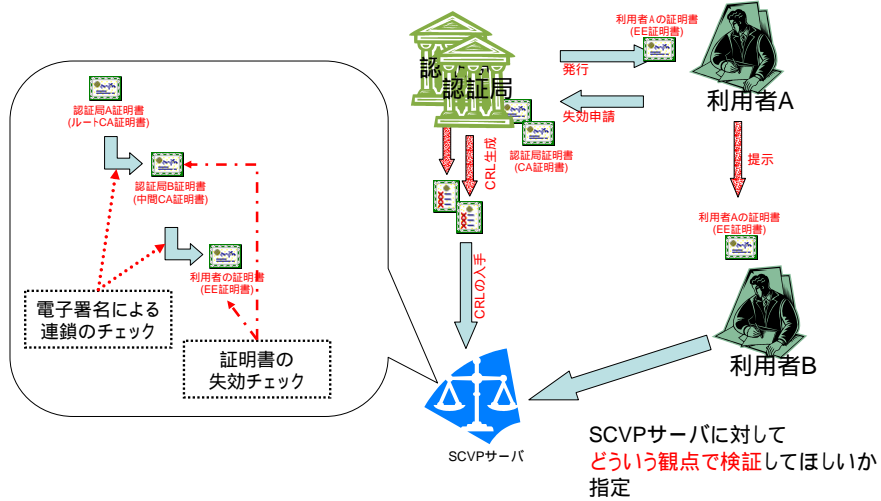 認証局A証明書
(ルートCA証明書)
認証局B証明書
(中間CA証明書)
利用者の証明書
(EE証明書)
電子署名による
連鎖のチェック
証明書の
失効チェック
認証局
認証局証明書
(CA証明書)
発行
失効申請
利用者Aの証明書
(EE証明書)
利用者A
提示
CRL生成
CRLの入手
利用者Aの証明書
(EE証明書)
利用者B
SCVPサーバ
SCVPサーバに対して
どういう観点で検証してほしいか
指定